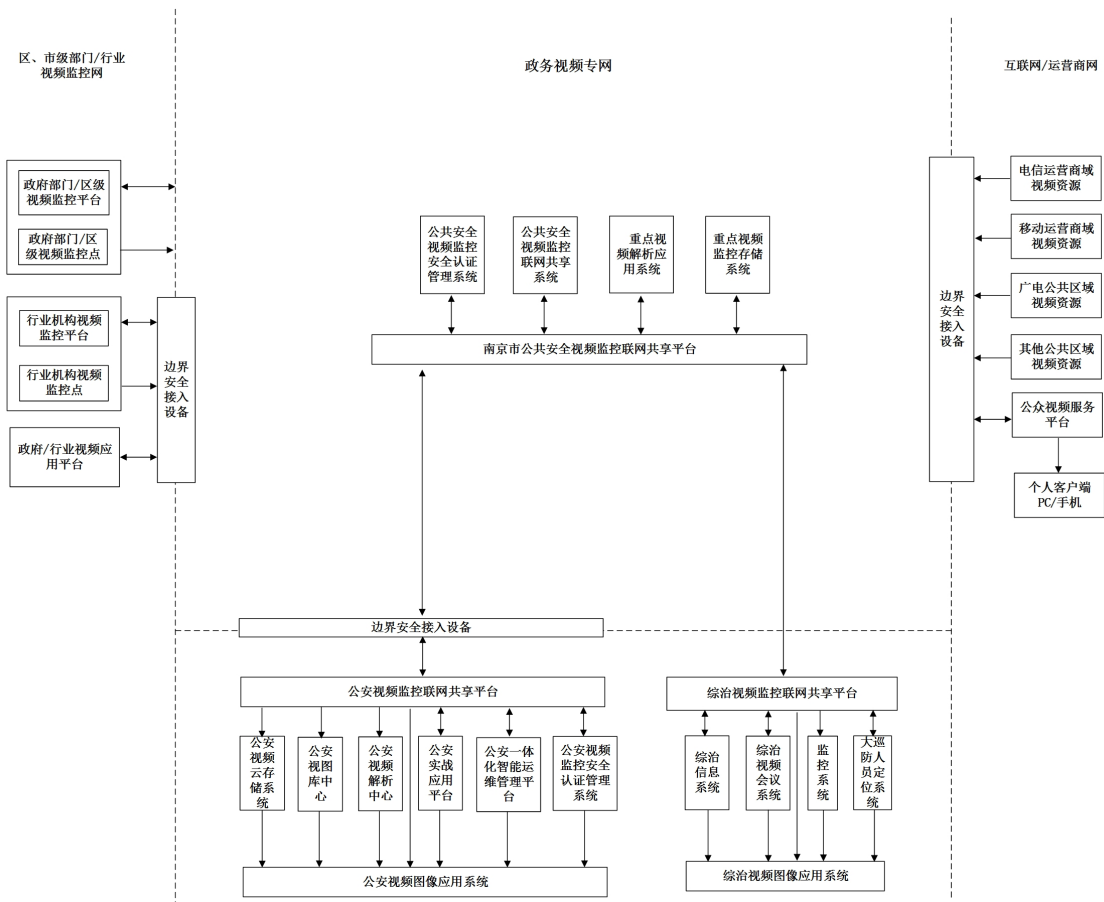 区、市级部门/行业
视频监控网
政务视频专网
互联网/运营商网
政府部门/区级
视频监控平台
政府部门/区
级视频监控点
行业机构视频
监控平台
行业机构视频
监控点
政府/行业视频应
用平台
边界
安全
接入
设备
公共安全
视频监控
安全认证
管理系统
公共安全
视频监控
联网共享
系统
重点视
频解析应
用系统
重点视频
监控存储
系统
南京市公共安全视频监控联网共享平台
边界
安全
接入
设备
电信运营商域
视频资源
移动运营商域
视频资源
广电公共区域
视频资源
其他公共区域
视频资源
公众视频服务
平台
个人客户端
PC/手机
边界安全接入设备
公安视频监控联网共享平台
综治视频监控联网共享平台
公安
视频
云存
储系
统
公安
视图
库中
心
公安
视频
解析
中心
公安
实战
应用
平台
公安一体
化智能运
维管理平
台
公安视频
监控安全
认证管理
系统
综治
信息
系统
综治
视频
会议
系统
监
控
系
统
大巡
防人
员定
位系
统
公安视频图像应用系统
综治视频图像应用系统